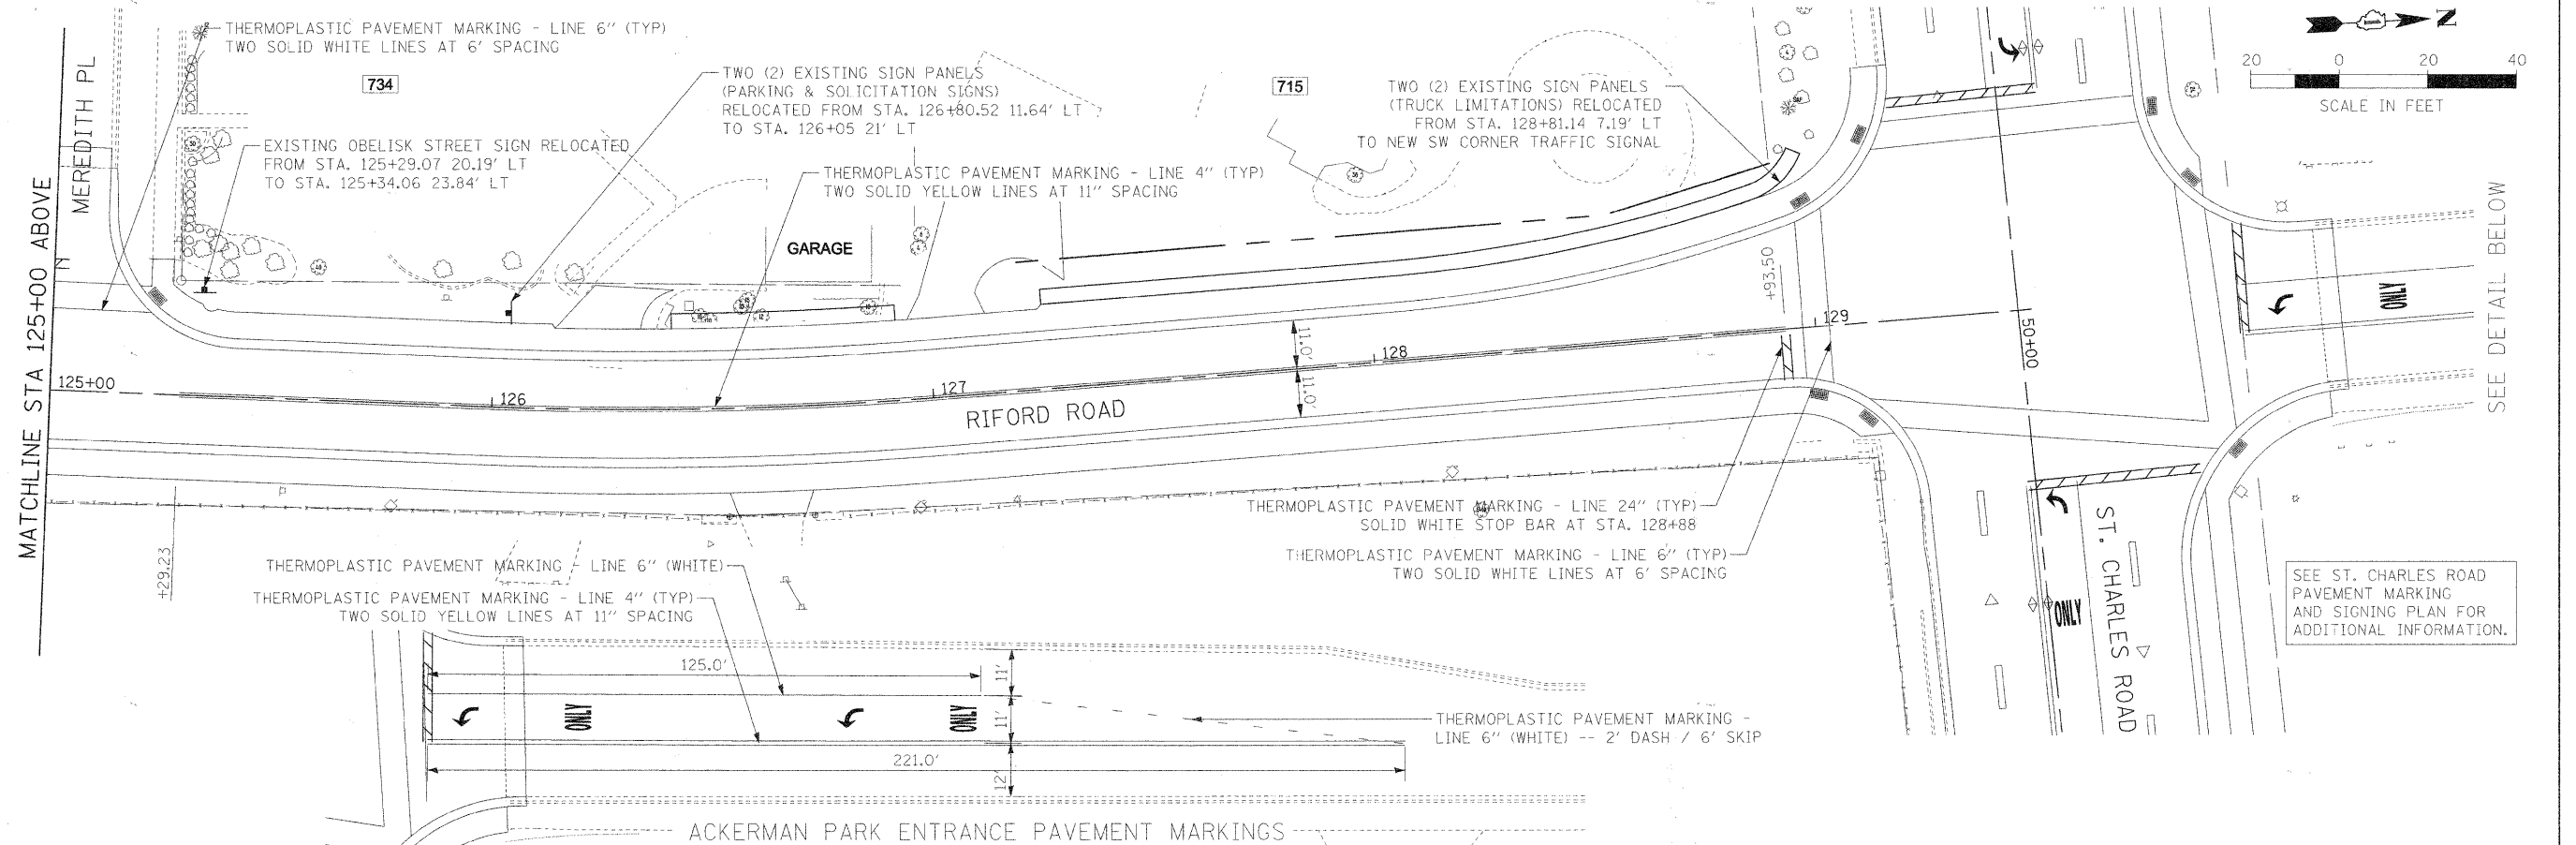 THERMOPLASTIC PAVEMENT MARKING - LINE 6" (TYP)
TWO SOLID WHITE LINES AT 6' SPACING
734
MEREDITH PL
MATCHLINE STA 125+00 ABOVE
EXISTING OBELISK STREET SIGN RELOCATED
FROM STA. 125+29.07 20.19' LT
TO STA. 125+34.06 23.84' LT
TWO (2) EXISTING SIGN PANELS
(PARKING & SOLICITATION SIGNS)
RELOCATED FROM STA. 126+80.52 11.64' LT
TO STA. 126+05 21' LT
THERMOPLASTIC PAVEMENT MARKING - LINE 4" (TYP)
TWO SOLID YELLOW LINES AT 11" SPACING
GARAGE
715
TWO (2) EXISTING SIGN PANELS
(TRUCK LIMITATIONS) RELOCATED
FROM STA. 128+81.14 7.19' LT
TO NEW SW CORNER TRAFFIC SIGNAL
N
20 0 20 40
SCALE IN FEET
SEE DETAIL BELOW
ONLY
+93.50
125+00
126
127
128
129
50+00
11.0'
11.0'
RIFORD ROAD
+29.23
THERMOPLASTIC PAVEMENT MARKING - LINE 24" (TYP)
SOLID WHITE STOP BAR AT STA. 128+88
THERMOPLASTIC PAVEMENT MARKING - LINE 6" (TYP)
TWO SOLID WHITE LINES AT 6' SPACING
ST. CHARLES ROAD
ONLY
SEE ST. CHARLES ROAD
PAVEMENT MARKING
AND SIGNING PLAN FOR
ADDITIONAL INFORMATION.
THERMOPLASTIC PAVEMENT MARKING - LINE 6" (WHITE)
THERMOPLASTIC PAVEMENT MARKING - LINE 4" (TYP)
TWO SOLID YELLOW LINES AT 11" SPACING
125.0'
11'
11'
12'
ONLY
ONLY
221.0'
THERMOPLASTIC PAVEMENT MARKING -
LINE 6" (WHITE) -- 2' DASH / 6' SKIP
ACKERMAN PARK ENTRANCE PAVEMENT MARKINGS